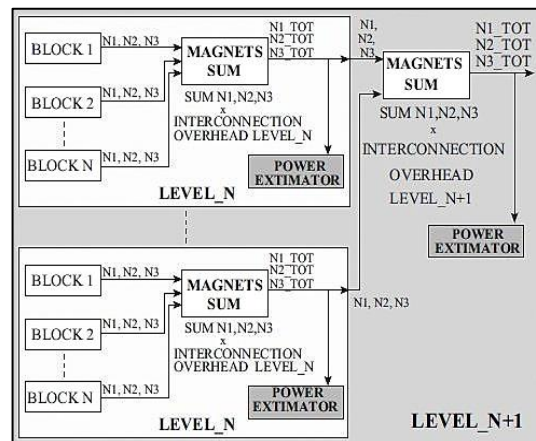 BLOCK 1
N1, N2, N3
BLOCK 2
N1, N2, N3
BLOCK N
N1, N2, N3
MAGNETS
SUM
SUM N1,N2,N3
x
INTERCONNECTION
OVERHEAD LEVEL_N
N1_TOT
N2_TOT
N3_TOT
POWER
EXTIMATOR
LEVEL_N
N1,
N2,
N3
MAGNETS
SUM
SUM N1,N2,N3
x
INTERCONNECTION
OVERHEAD
LEVEL_N+1
N1_TOT
N2_TOT
N3_TOT
POWER
EXTIMATOR
BLOCK 1
N1, N2, N3
BLOCK 2
N1, N2, N3
BLOCK N
N1, N2, N3
MAGNETS
SUM
SUM N1,N2,N3
x
INTERCONNECTION
OVERHEAD LEVEL_N
N1_TOT
N2_TOT
N3_TOT
N1, N2, N3
POWER
EXTIMATOR
LEVEL_N
LEVEL_N+1